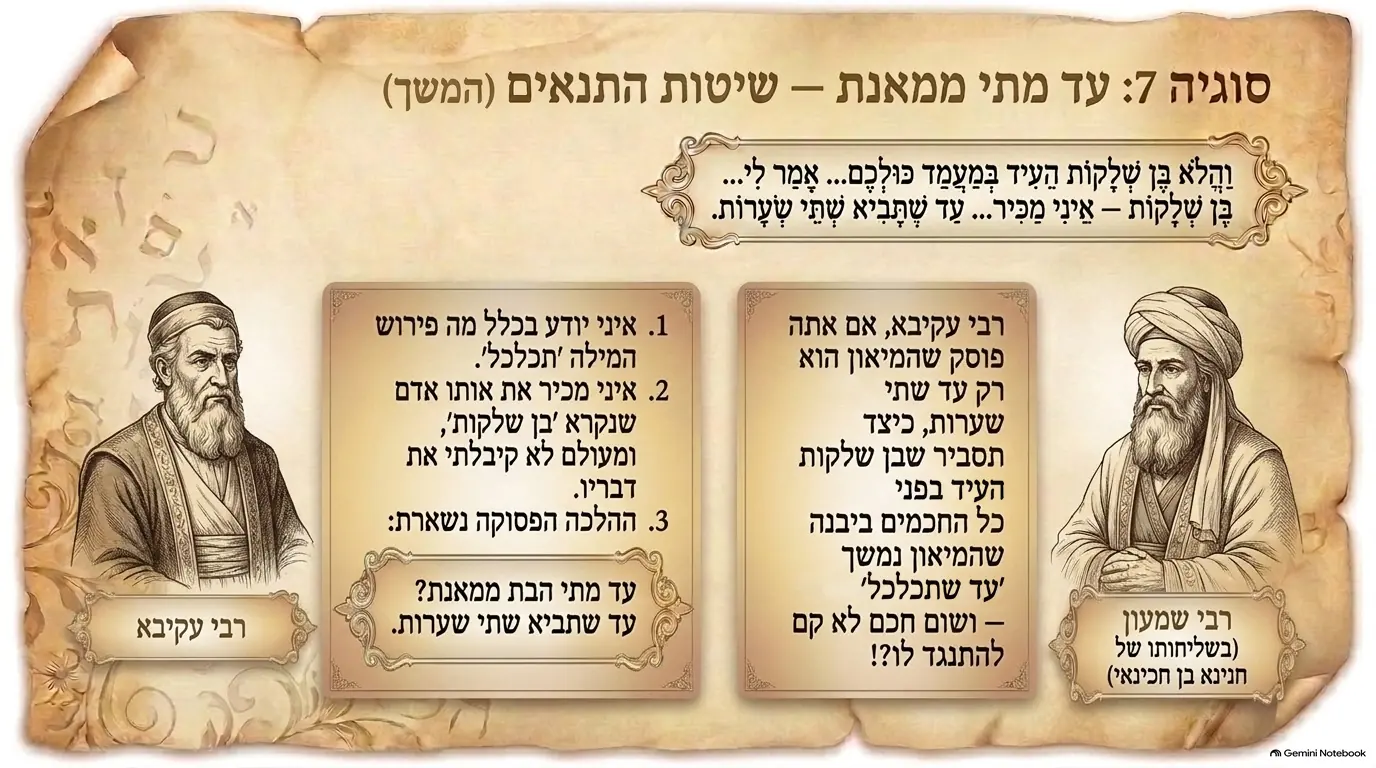 סוגיה 7: עד מתי ממאנת – שיטות התנאים (המשך)
וַהֲלֹא בֶּן שְׁלָקוֹת הֵעִיד בְּמַעֲמַד כּוּלְּכֶם... אָמַר לִי...
בֶּן שְׁלָקוֹת – אֵינִי מַכִּיר... עַד שֶׁתָּבִיא שְׁתֵּי שְׂעָרוֹת.
רבי עקיבא, אם אתה
פוסק שהמיאון הוא
רק עד שתי
שערות, כיצד
תסביר שבן שלקות
העיד בפני
כל החכמים ביבנה
שהמיאון נמשך
'עד שתכלכל'
– ושום חכם לא קם
להתנגד לו?!
רבי שמעון
(בשליחותו של
חנינא בן חכינאי)
1. איני יודע בכלל מה פירוש
המילה 'תכלכל'.
2. איני מכיר את אותו אדם
שנקרא 'בן שלקות',
ומעולם לא קיבלתי את
דבריו.
3. ההלכה הפסוקה נשארת:
עד מתי הבת ממאנת?
עד שתביא שתי שערות.
רבי עקיבא
Gemini Notebook